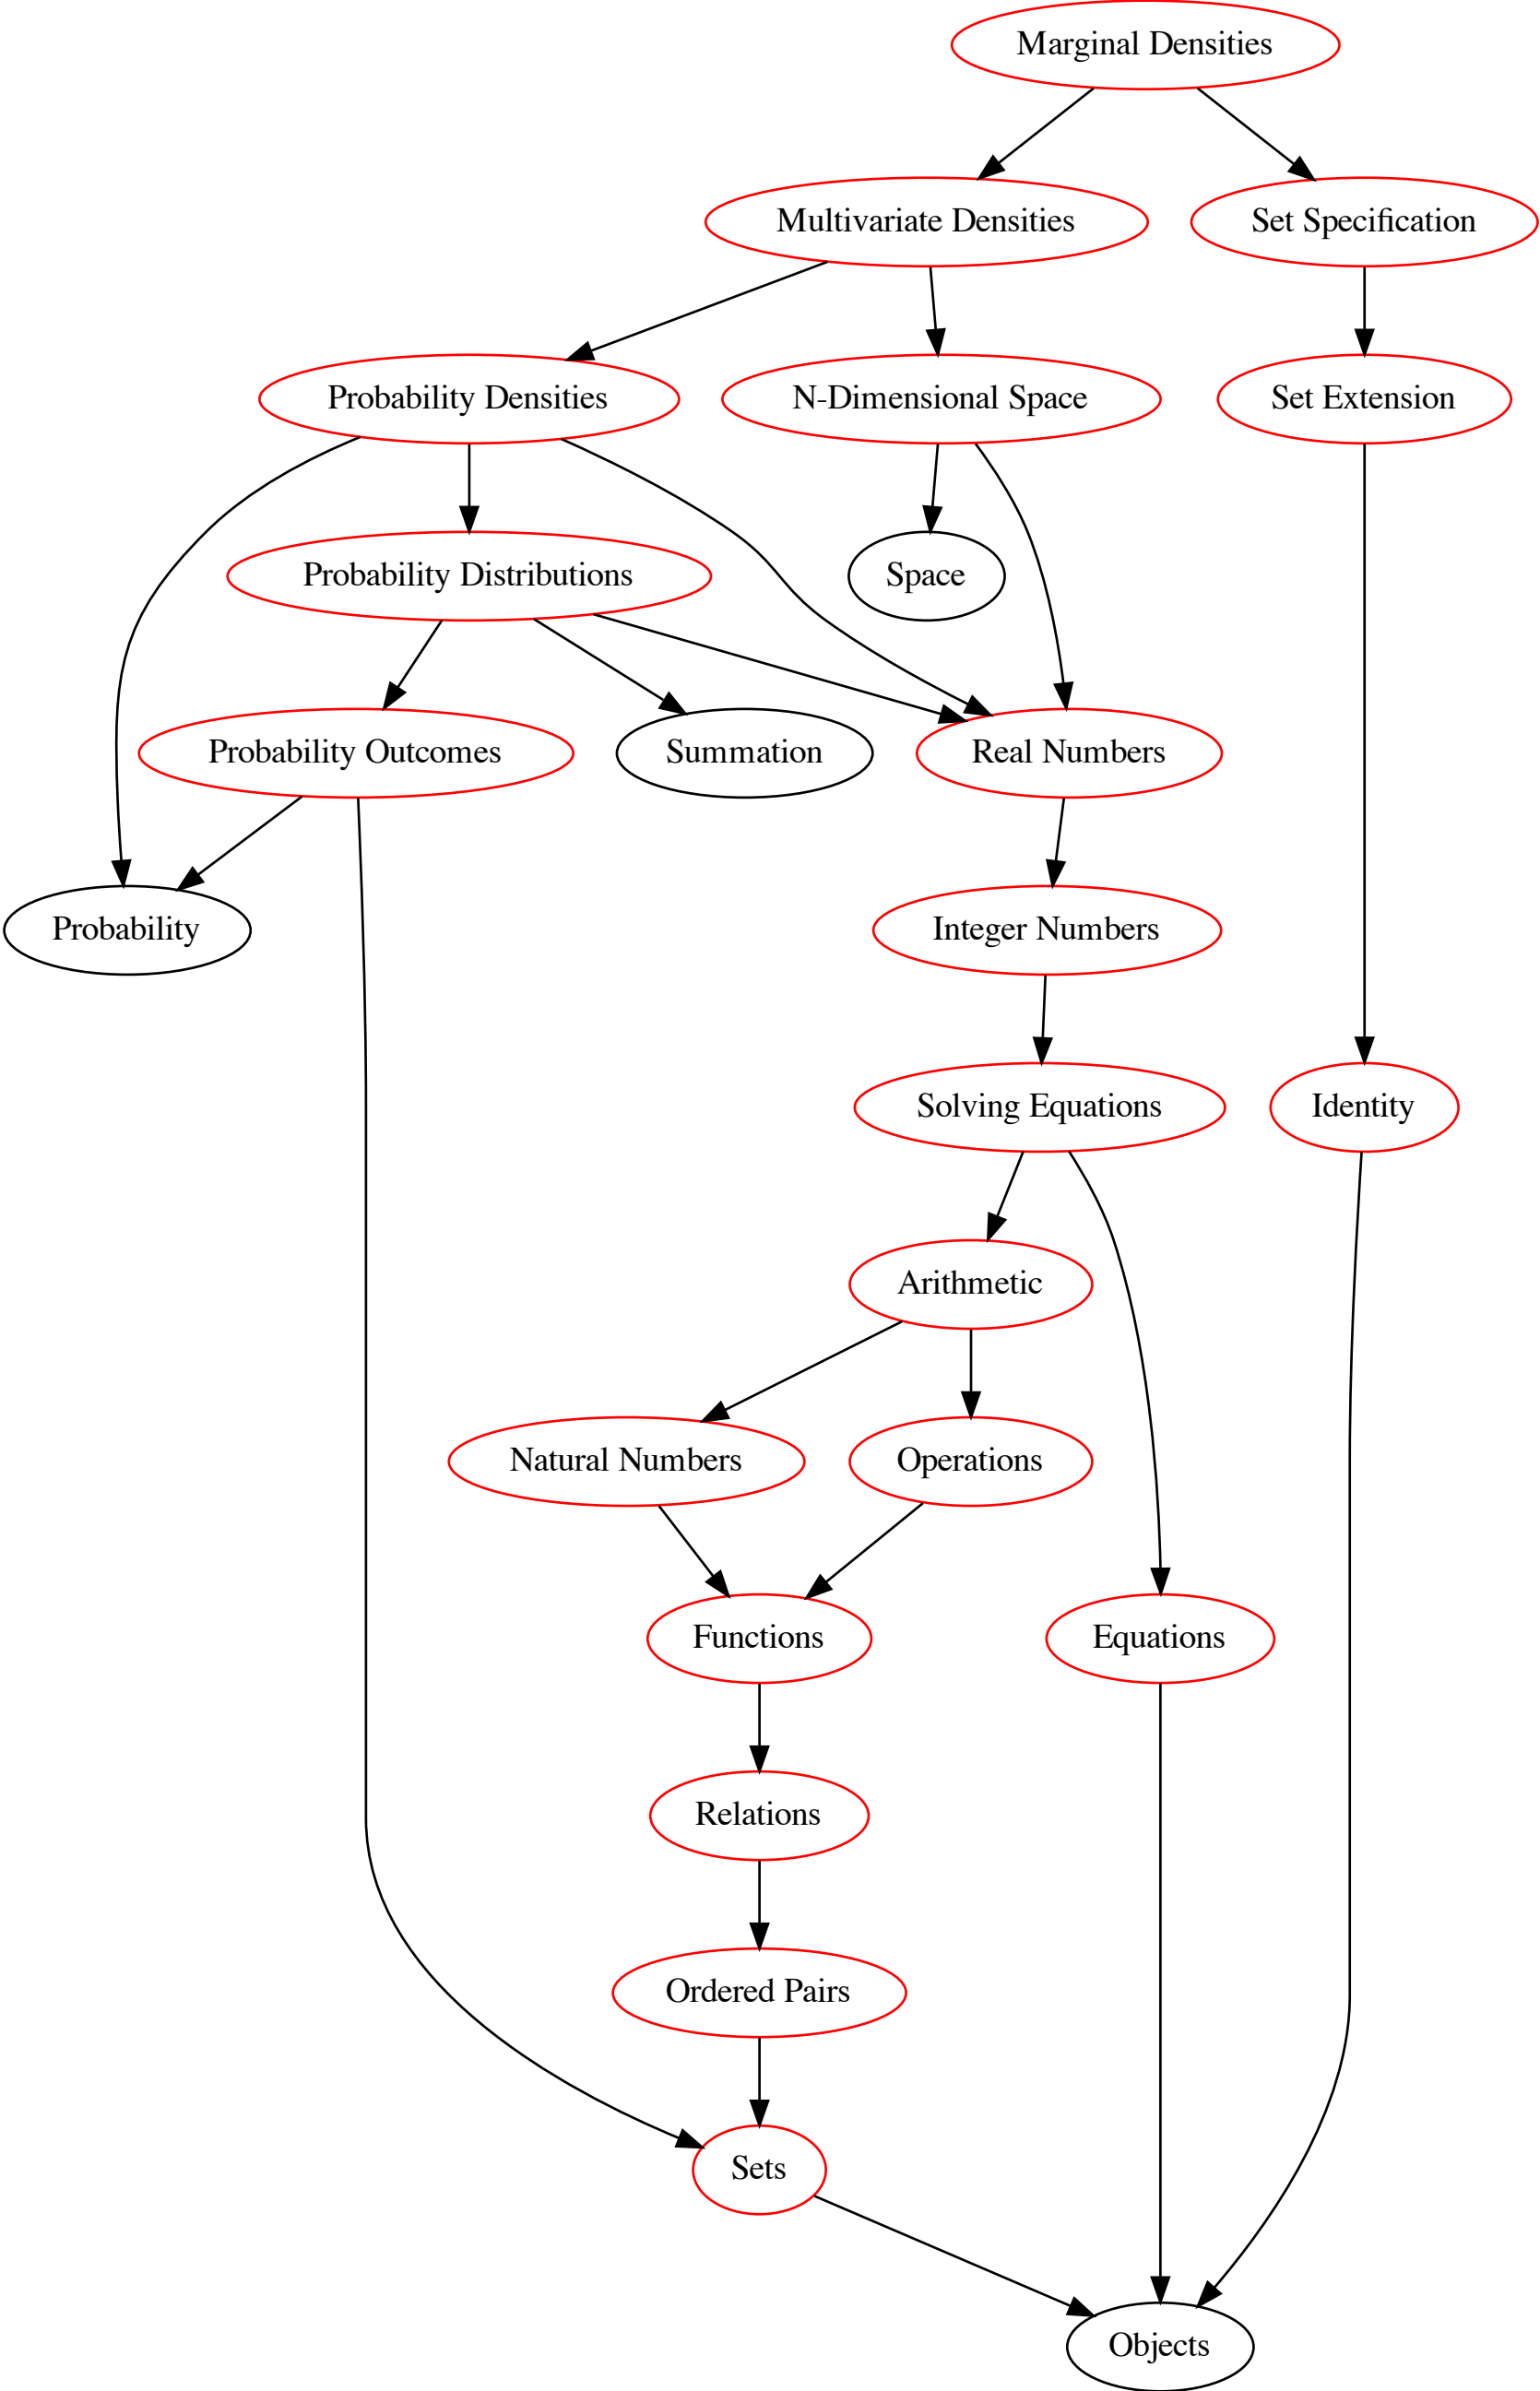 Marginal Densities
Multivariate Densities
Set Specification
Probability Densities
N-Dimensional Space
Set Extension
Probability Distributions
Space
Probability Outcomes
Summation
Real Numbers
Probability
Integer Numbers
Solving Equations
Identity
Arithmetic
Natural Numbers
Operations
Functions
Equations
Relations
Ordered Pairs
Sets
Objects